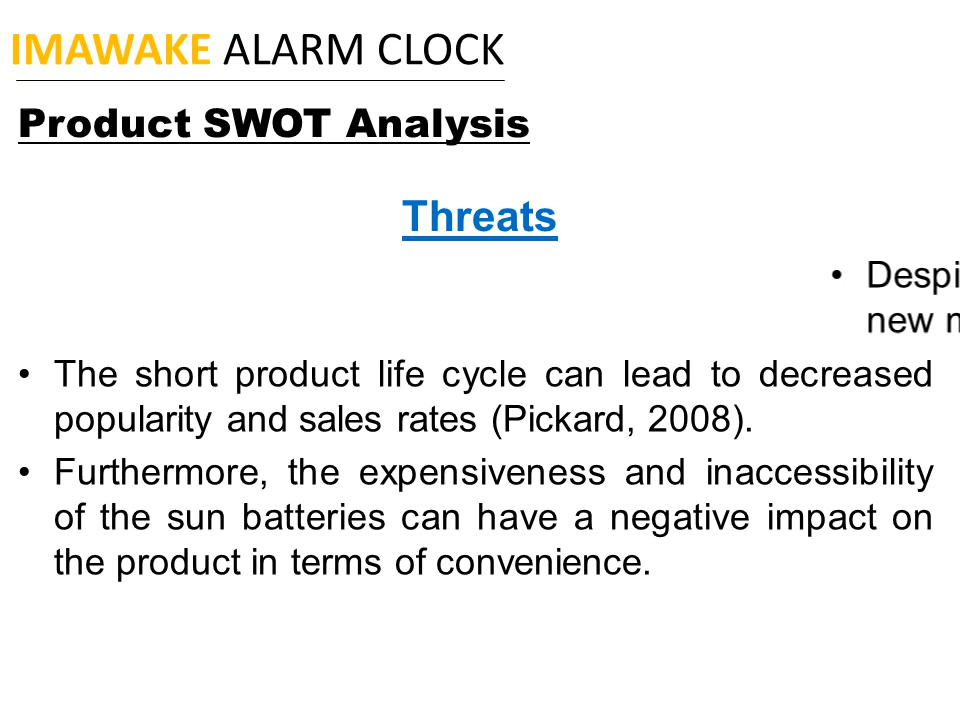 IMAWAKE ALARM CLOCK
Product SWOT Analysis
Threats
• 
new
• The short product life cycle can lead to decreased
popularity and sales rates (Pickard, 2008).
• Furthermore, the expensiveness and inaccessibility
of the sun batteries can have a negative impact on
the product in terms of convenience.